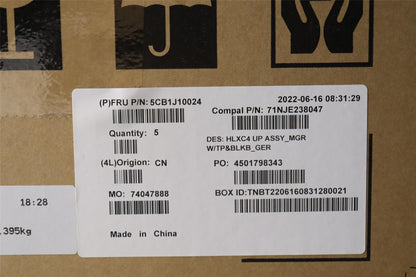 2022-06-16 08:31:29
(P)FRU P/N: 5CB1J10024
Compal P/N: 71NJE238047
Quantity: 5
DES: HLXC4 UP ASSY_MGR
W/TP&BLKB_GER
(4L)Origion: CN
PO: 4501798343
MO: 74047888
BOX ID:TNBT2206160831280021
18:28
.395kg
Made in China